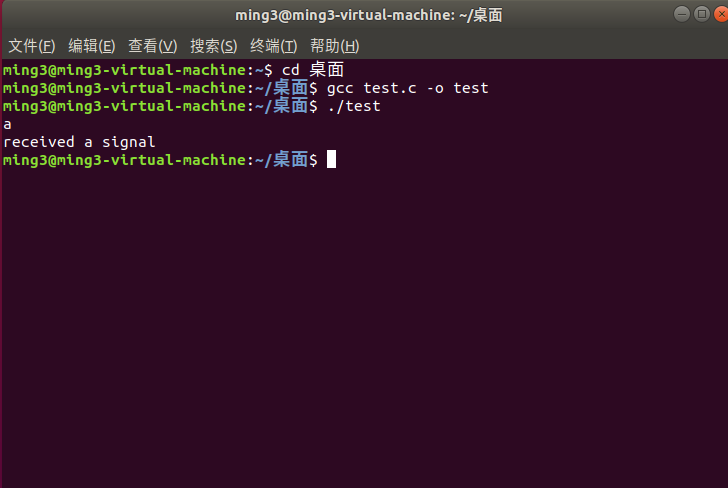 ming3@ming3-virtual-machine: ~/桌面
文件(F) 编辑(E) 查看(V) 搜索(S) 终端(T) 帮助(H)
ming3@ming3-virtual-machine:~$ cd 桌面
ming3@ming3-virtual-machine:~/桌面$ gcc test.c -o test
ming3@ming3-virtual-machine:~/桌面$ ./test
a
received a signal
ming3@ming3-virtual-machine:~/桌面$